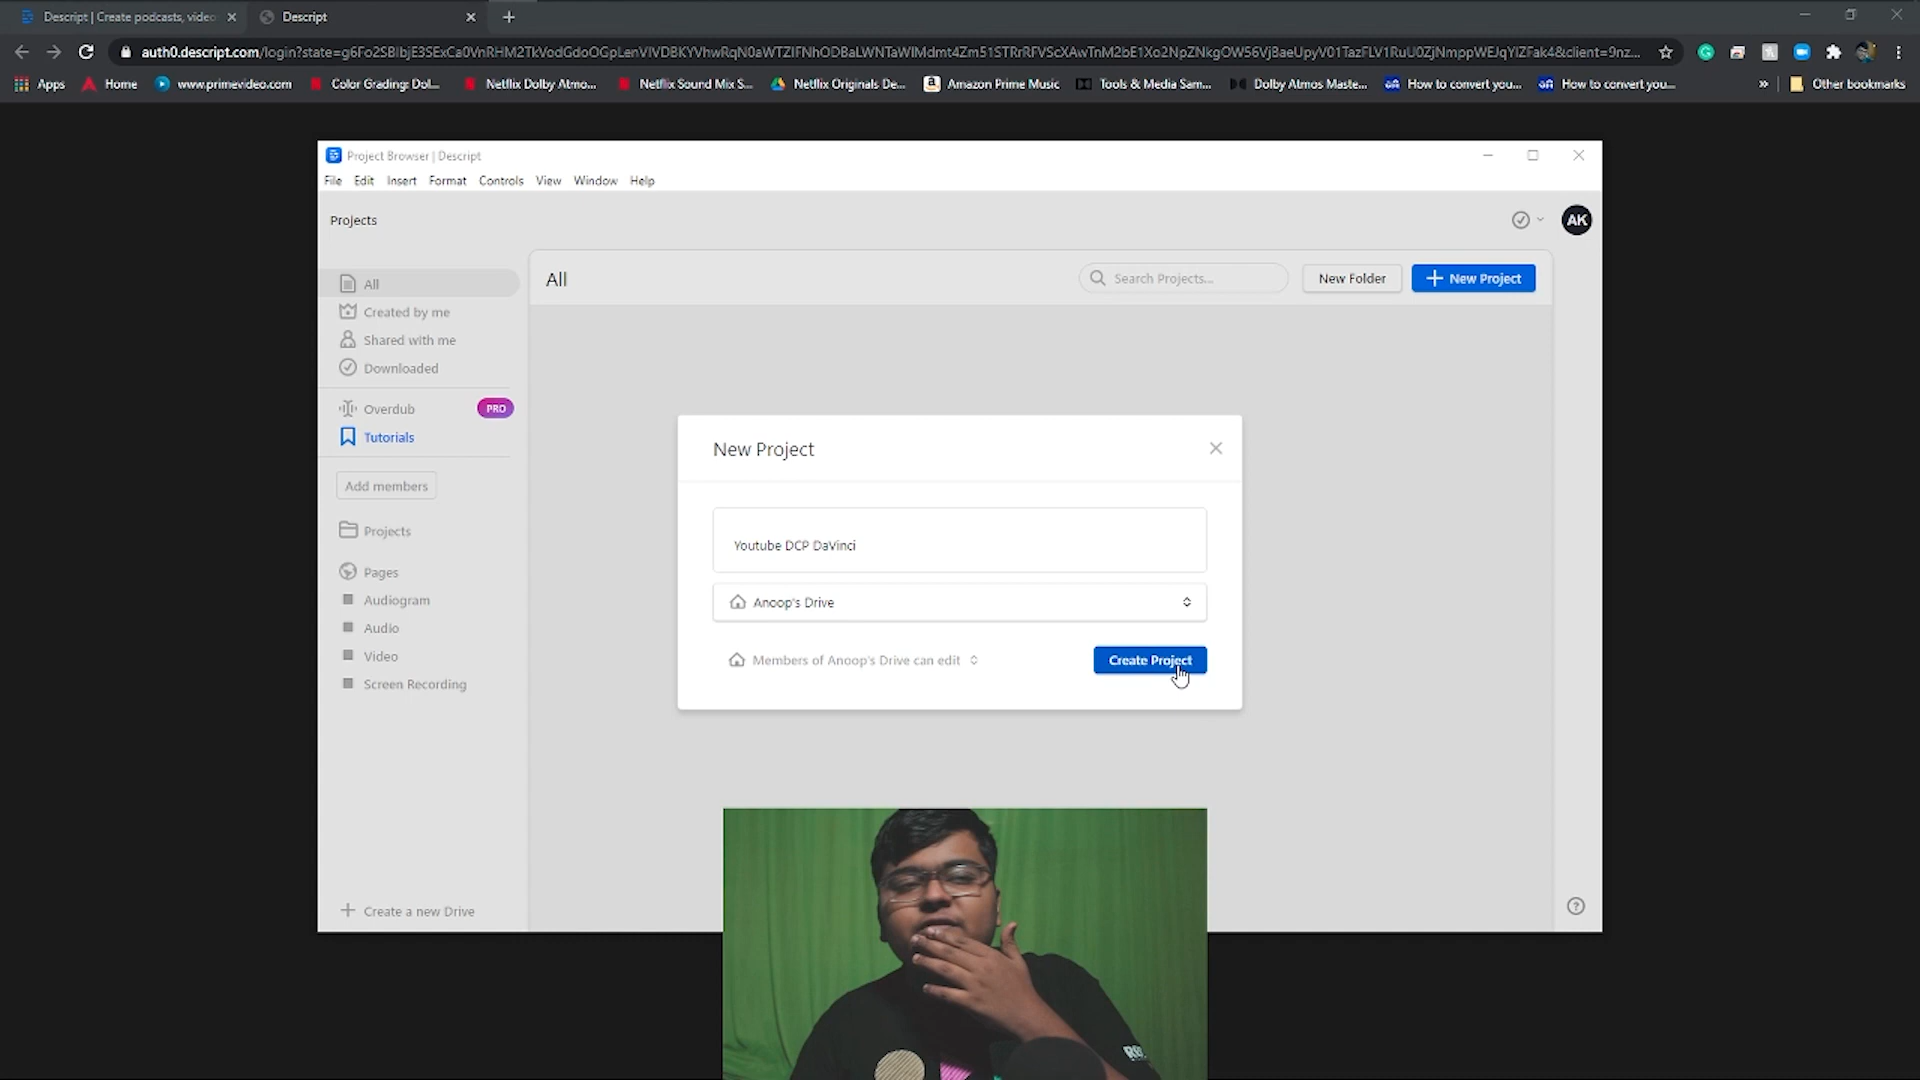 Descript | Create podcasts, video
Descript
auth0.descript.com
Apps
Home
www.primevideo.com
Color Grading: Dol...
Netflix Dolby Atmo...
Netflix Sound Mix S...
Netflix Originals De...
Amazon Prime Music
Tools & Media Sam...
Dolby Atmos Maste...
How to convert you...
How to convert you...
Other bookmarks
Project Browser | Descript
File Edit Insert Format Controls View Window Help
Projects
AK
All
Created by me
Shared with me
Downloaded
Overdub PRO
Tutorials
Add members
Projects
Pages
Audiogram
Audio
Video
Screen Recording
Create a new Drive
All
Search Projects...
New Folder
New Project
New Project
Youtube DCP DaVinci
Anoop's Drive
Members of Anoop's Drive can edit
Create Project